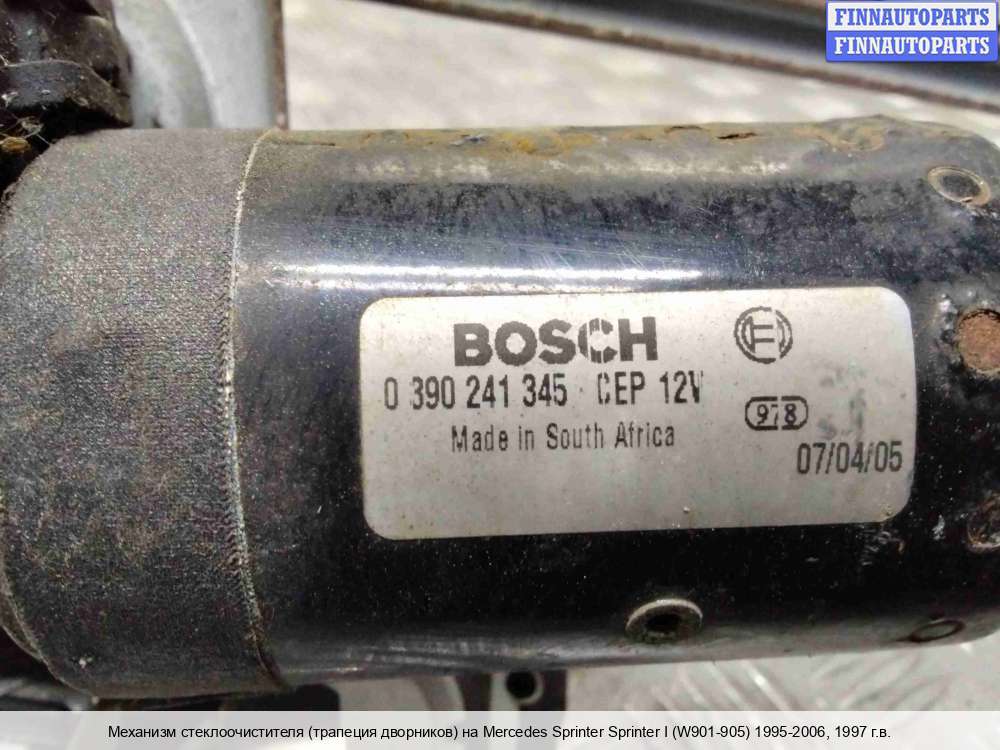 FINNAUTOPARTS
FINNAUTOPARTS
BOSCH
0 390 241 345 CEP 12V
Made in South Africa
978
07/04/05
Механизм стеклоочистителя (трапеция дворников) на Mercedes Sprinter Sprinter I (W901-905) 1995-2006, 1997 г.в.